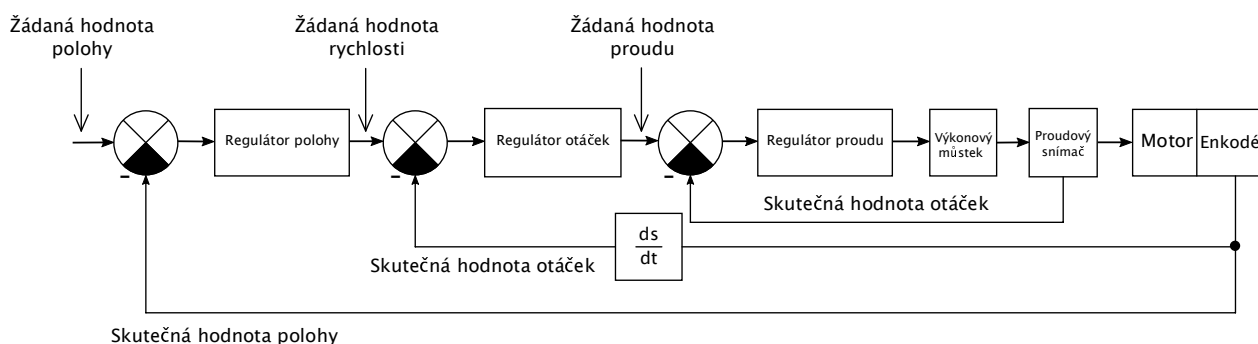 Žádaná hodnota
polohy
Žádaná hodnota
rychlosti
Žádaná hodnota
proudu
Regulátor polohy
Regulátor otáček
Regulátor proudu
Výkonový
můstek
Proudový
snímač
Motor
Enkodé
-
-
-
Skutečná hodnota otáček
ds
dt
Skutečná hodnota otáček
Skutečná hodnota polohy